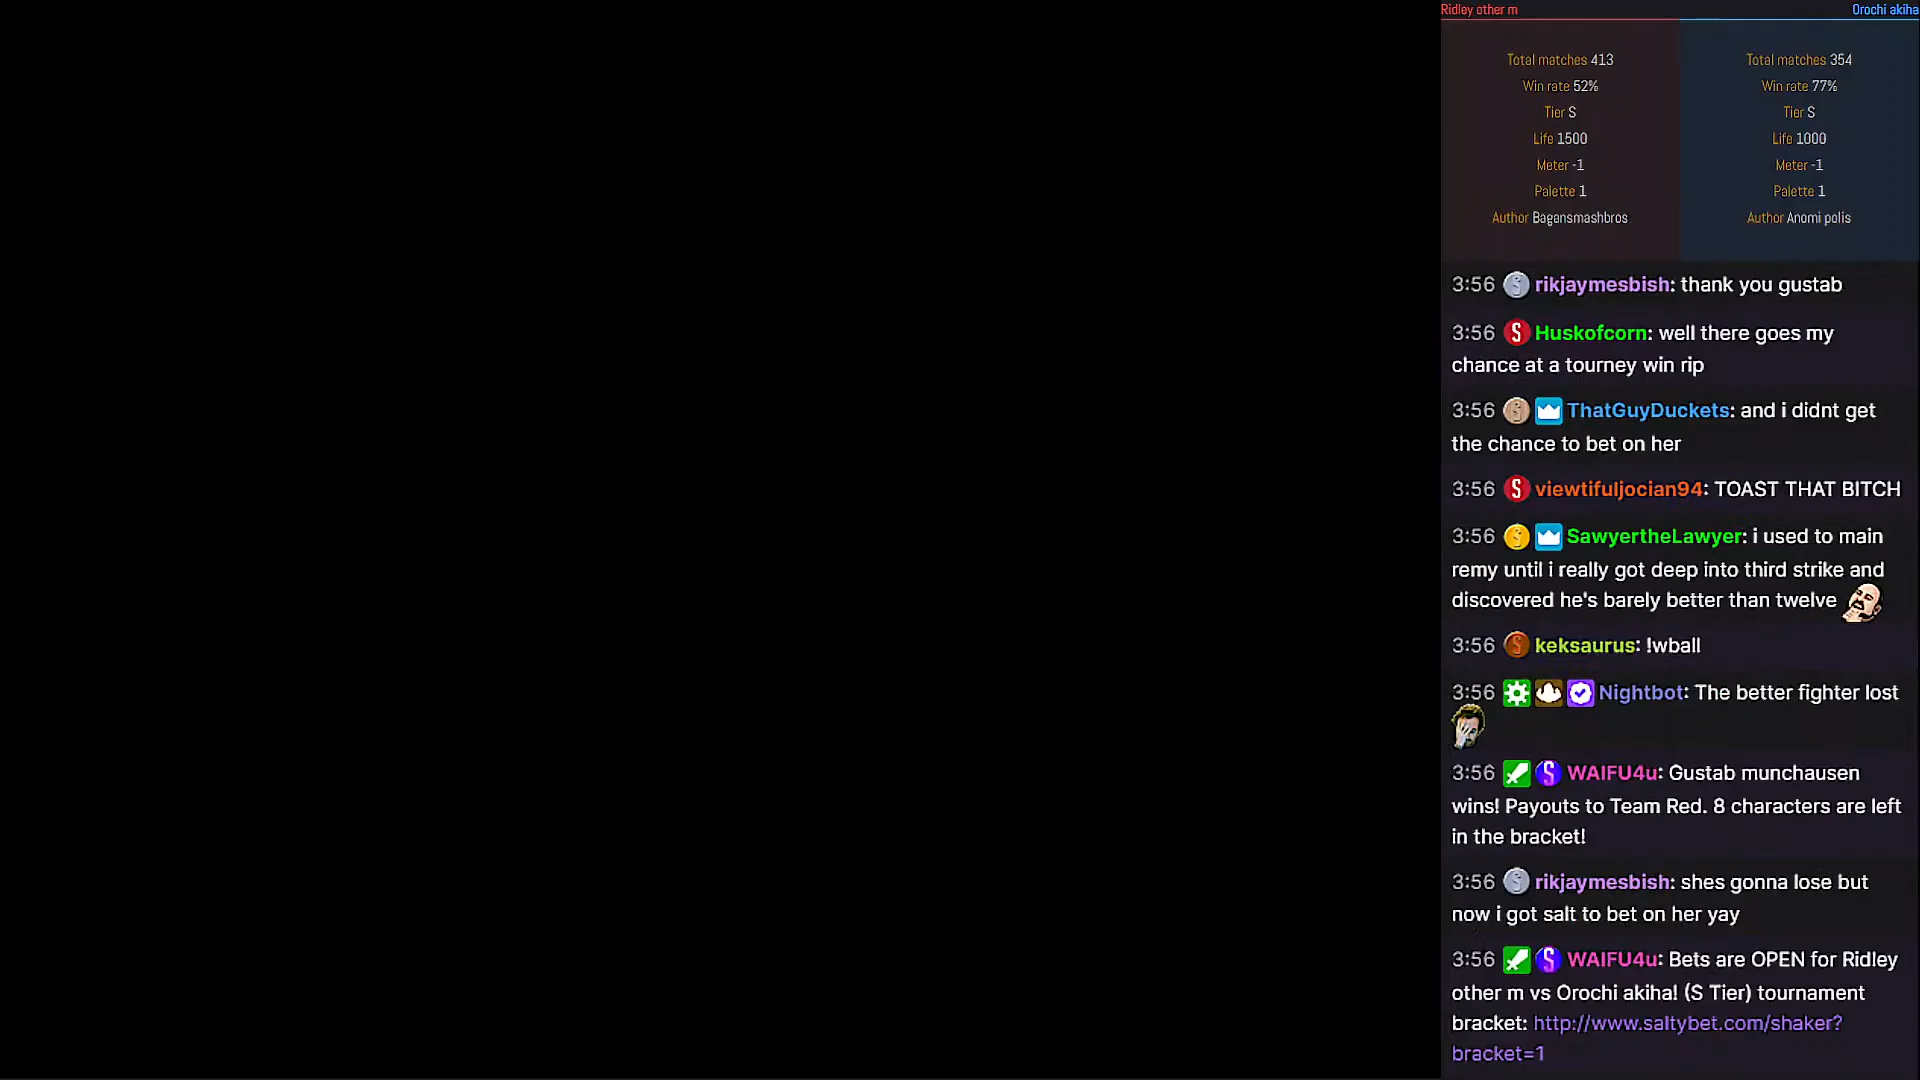 Ridley other m Orochi akiha
Total matches 413 Total matches 354
Win rate 52% Win rate 77%
Tier S Tier S
Life 1500 Life 1000
Meter -1 Meter -1
Palette 1 Palette 1
Author Bagansmashbros Author Anomi polis
3:56 rikjaymesbish: thank you gustab
3:56 Huskofcorn: well there goes my
chance at a tourney win rip
3:56 ThatGuyDuckets: and i didnt get
the chance to bet on her
3:56 viewtifuljocian94: TOAST THAT BITCH
3:56 SawyertheLawyer: i used to main
remy until i really got deep into third strike and
discovered he's barely better than twelve
3:56 keksaurus: !wball
3:56 Nightbot: The better fighter lost
3:56 WAIFU4u: Gustab munchausen
wins! Payouts to Team Red. 8 characters are left
in the bracket!
3:56 rikjaymesbish: shes gonna lose but
now i got salt to bet on her yay
3:56 WAIFU4u: Bets are OPEN for Ridley
other m vs Orochi akiha! (S Tier) tournament
bracket: http://www.saltybet.com/shaker?
bracket=1